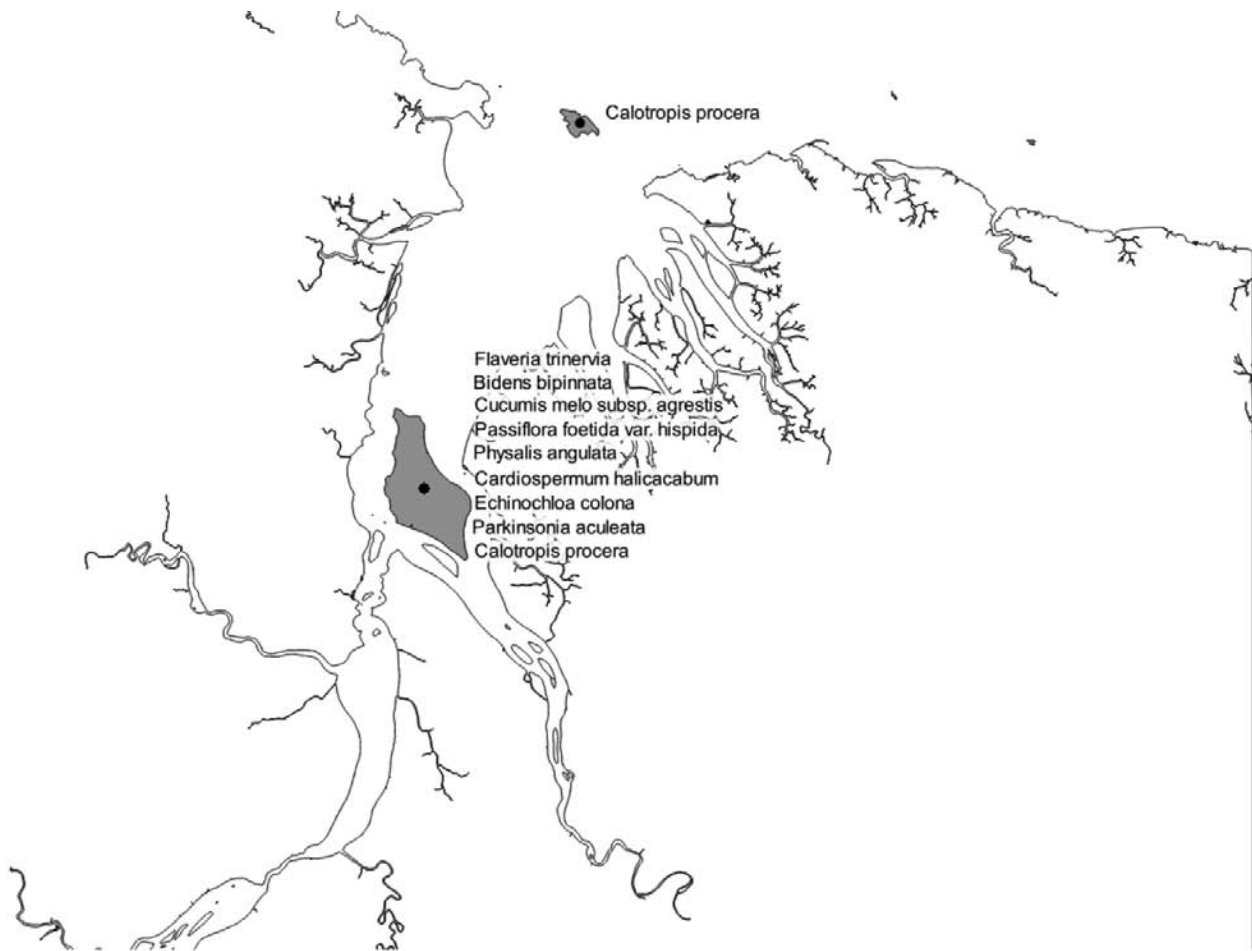 Calotropis procera
Flaveria trinervia
Bidens bipinnata
Cucumis melo subsp. agrestis
Passiflora foetida var. hispida
Physalis angulata
Cardiospermum halicacabum
Echinochloa colona
Parkinsonia aculeata
Calotropis procera